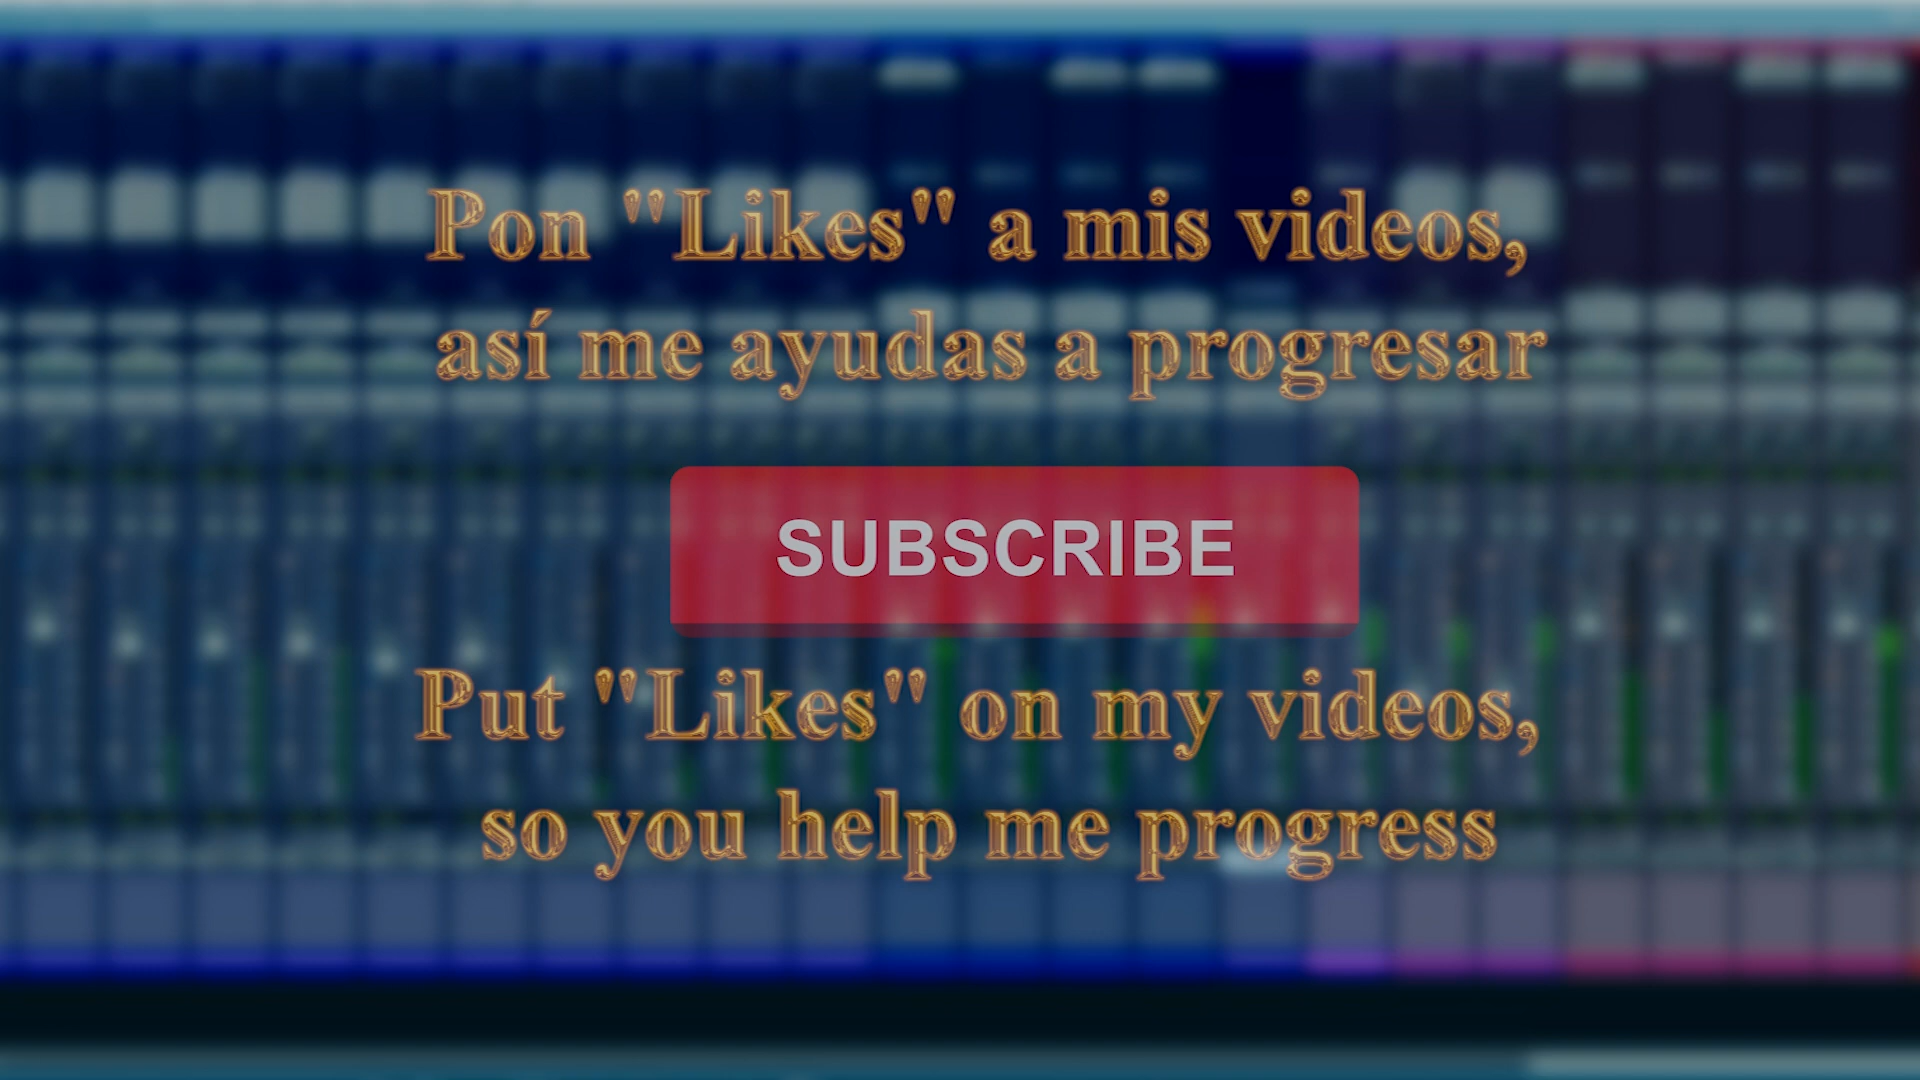 Pon "Likes" a mis videos,
así me ayudas a progresar
SUBSCRIBE
Put "Likes" on my videos,
so you help me progress